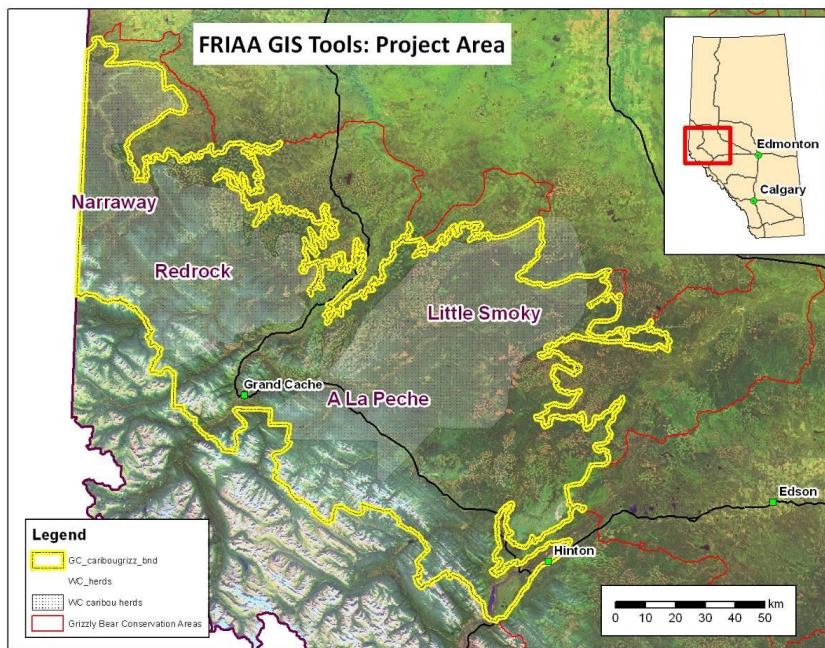 FRIAA GIS Tools: Project Area
Edmonton
Calgary
Narraway
Redrock
Little Smoky
Grand Cache
A La Peche
Edson
Hinton
Legend
GC_caribougrizz_bnd
WC_herds
WC caribou herds
Grizzly Bear Conservation Areas
km
0 10 20 30 40 50